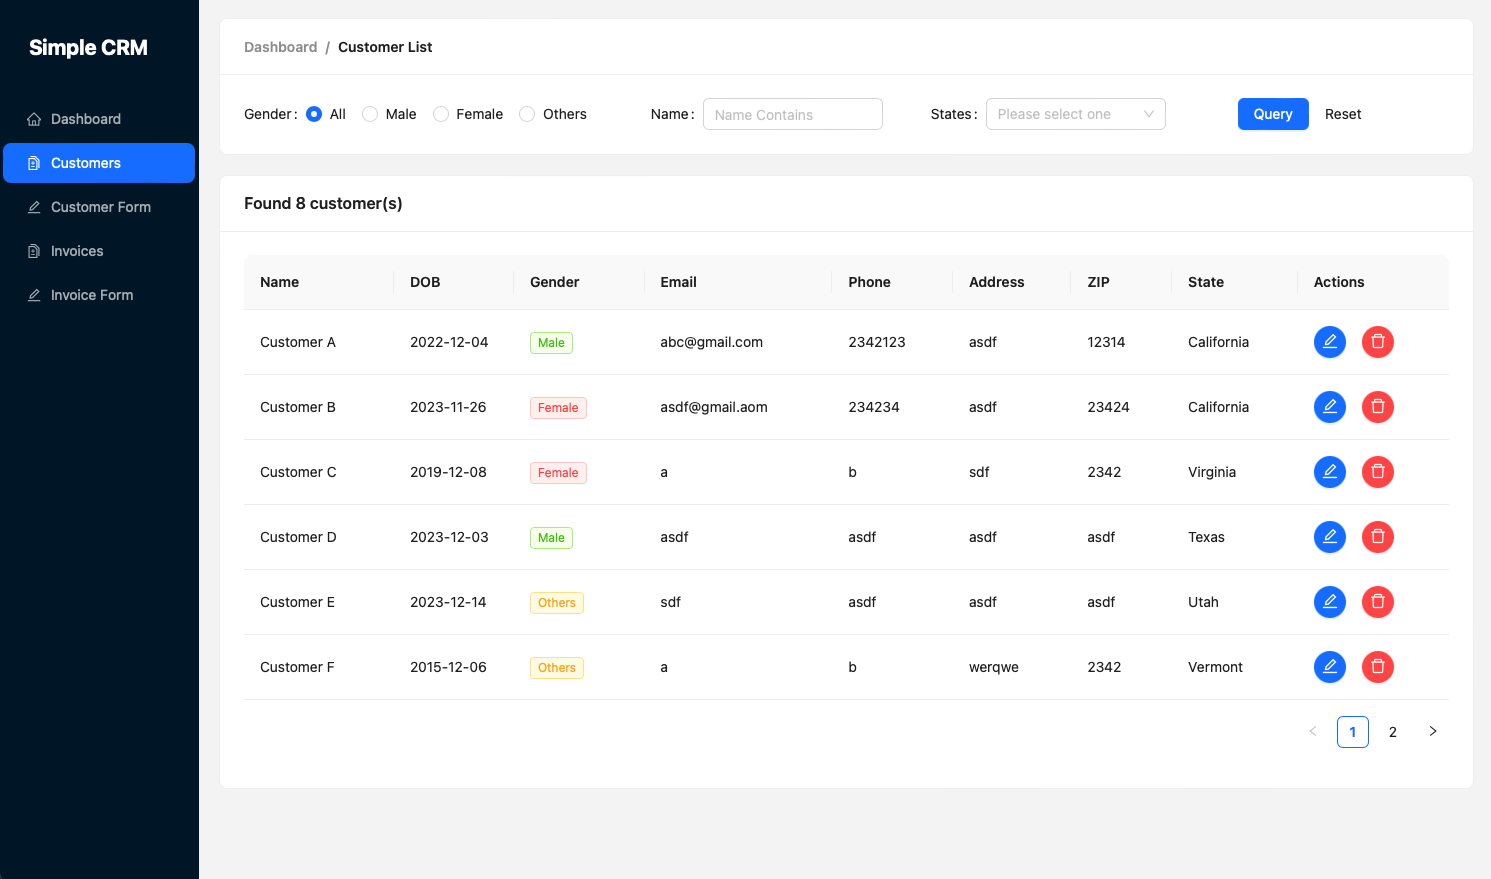 Simple CRM
Dashboard
Customers
Customer Form
Invoices
Invoice Form
Dashboard / Customer List
Gender: All Male Female Others Name: Name Contains States: Please select one Query Reset
Found 8 customer(s)
Name DOB Gender Email Phone Address ZIP State Actions
Customer A 2022-12-04 Male abc@gmail.com 2342123 asdf 12314 California
Customer B 2023-11-26 Female asdf@gmail.aom 234234 asdf 23424 California
Customer C 2019-12-08 Female a b sdf 2342 Virginia
Customer D 2023-12-03 Male asdf asdf asdf asdf Texas
Customer E 2023-12-14 Others sdf asdf asdf asdf Utah
Customer F 2015-12-06 Others a b werqwe 2342 Vermont
1 2